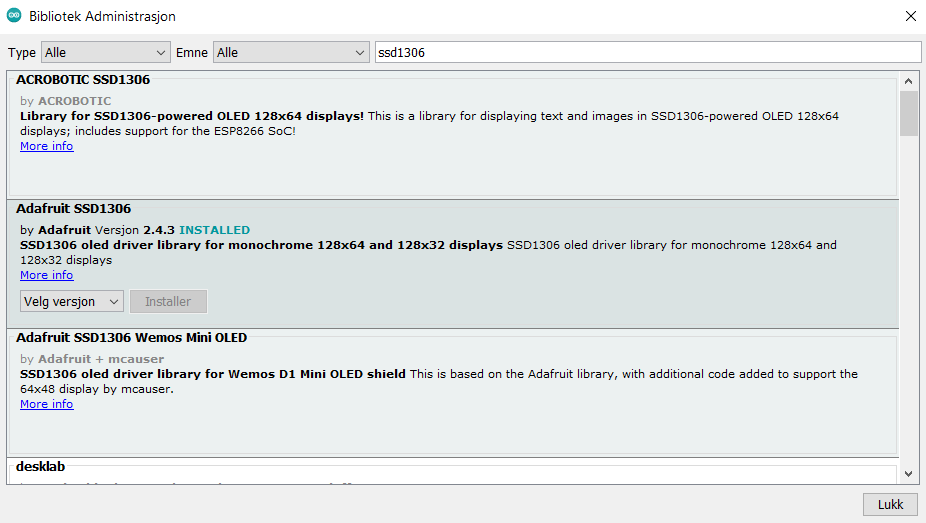 Bibliotek Administrasjon
Type Alle Emne Alle ssd1306
ACROBOTIC SSD1306
by ACROBOTIC
Library for SSD1306-powered OLED 128x64 displays! This is a library for displaying text and images in SSD1306-powered OLED 128x64
displays; includes support for the ESP8266 SoC!
More info
Adafruit SSD1306
by Adafruit Versjon 2.4.3 INSTALLED
SSD1306 oled driver library for monochrome 128x64 and 128x32 displays SSD1306 oled driver library for monochrome 128x64 and
128x32 displays
More info
Velg versjon Installer
Adafruit SSD1306 Wemos Mini OLED
by Adafruit + mcauser
SSD1306 oled driver library for Wemos D1 Mini OLED shield This is based on the Adafruit library, with additional code added to support the
64x48 display by mcauser.
More info
desklab
Lukk